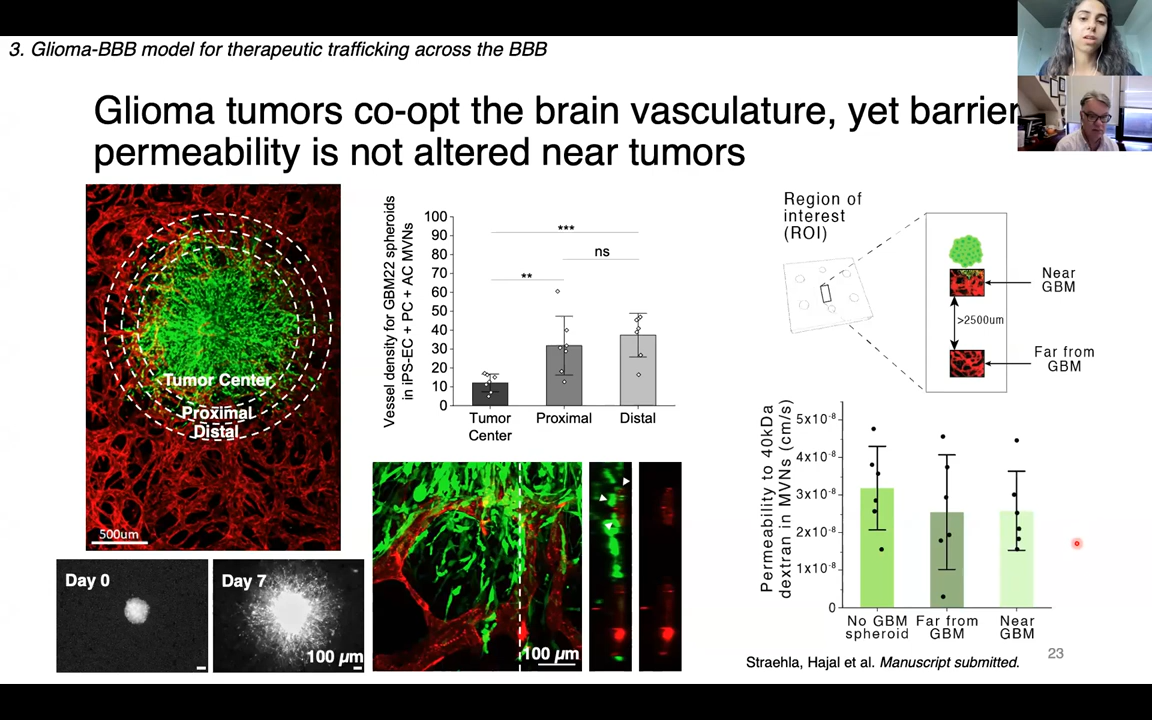 3. Glioma-BBB model for therapeutic trafficking across the BBB
Glioma tumors co-opt the brain vasculature, yet barrier
permeability is not altered near tumors
Tumor Center
Proximal
Distal
500um
Day 0
Day 7
100 µm
Vessel density for GBM22 spheroids
in iPS-EC + PC + AC MVNs
100
90
80
70
60
50
40
30
20
10
0
***
ns
**
Tumor
Center
Proximal
Distal
100 µm
Region of
interest
(ROI)
Near
GBM
>2500um
Far from
GBM
Permeability to 40kDa
dextran in MVNs (cm/s)
5x10⁻⁸
4x10⁻⁸
3x10⁻⁸
2x10⁻⁸
1x10⁻⁸
0
No GBM
spheroid
Far from
GBM
Near
GBM
Straehla, Hajal et al. Manuscript submitted.
23